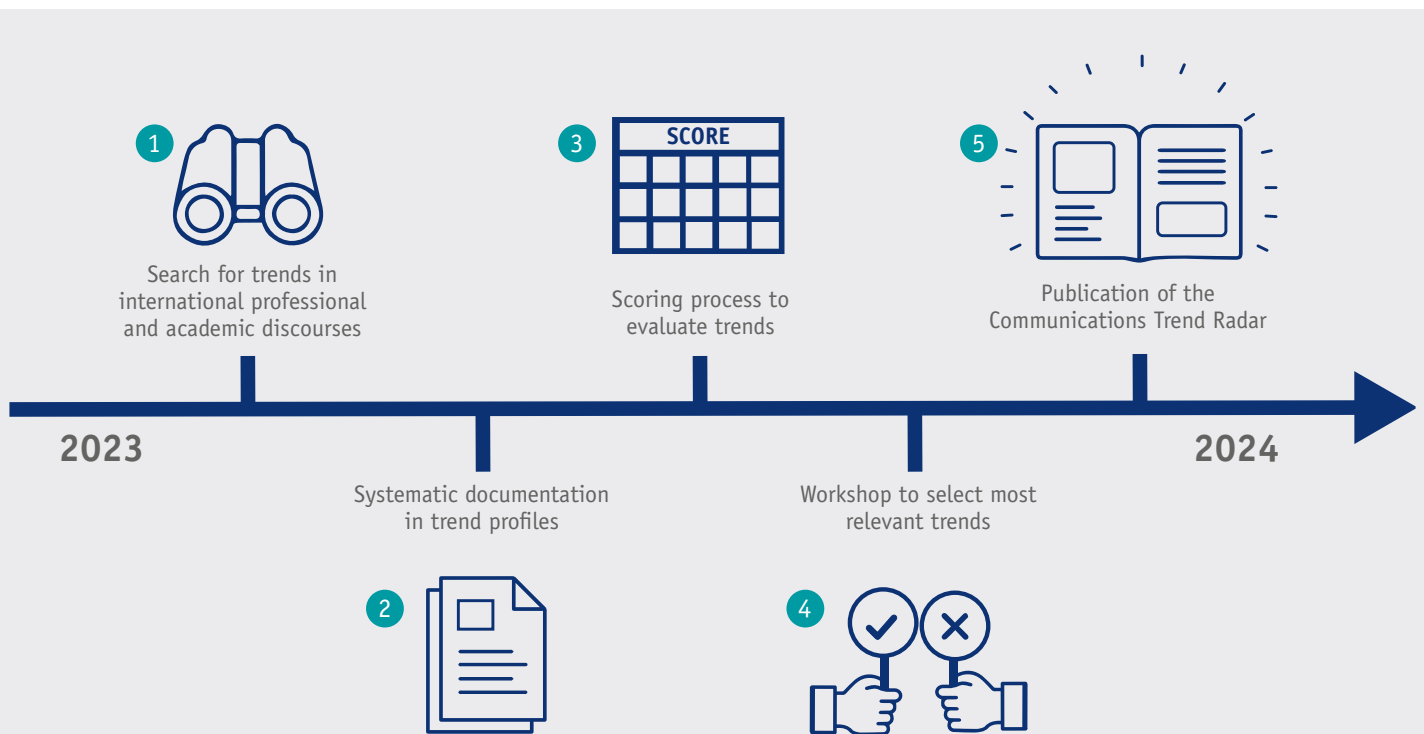 1
Search for trends in
international professional
and academic discourses
3
SCORE
Scoring process to
evaluate trends
5
Publication of the
Communications Trend Radar
2023
2024
Systematic documentation
in trend profiles
2
Workshop to select most
relevant trends
4